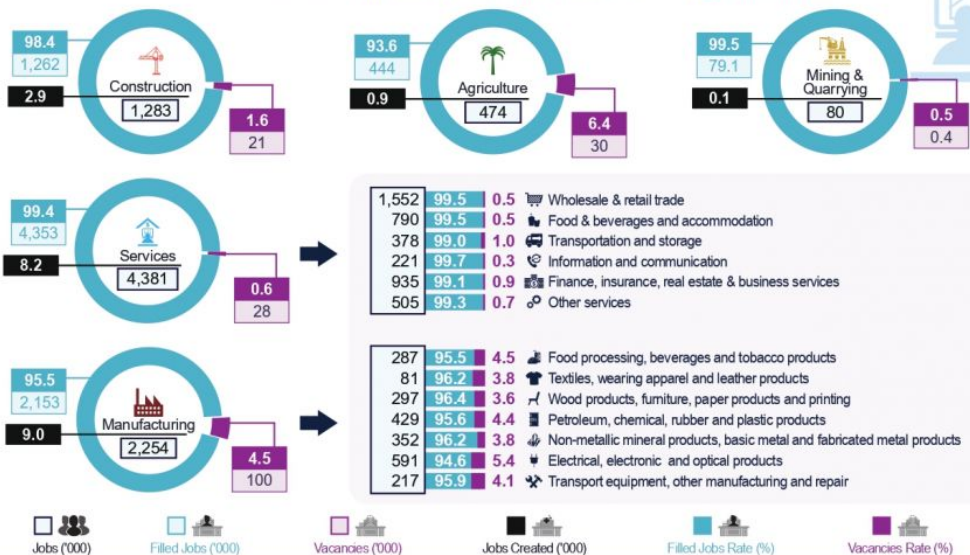 98.4
1,262
2.9
Construction
1,283
1.6
21
93.6
444
0.9
Agriculture
474
6.4
30
99.5
79.1
0.1
Mining &
Quarrying
80
0.5
0.4
99.4
4,353
8.2
Services
4,381
0.6
28
1,552 99.5 0.5 Wholesale & retail trade
790 99.5 0.5 Food & beverages and accommodation
378 99.0 1.0 Transportation and storage
221 99.7 0.3 Information and communication
935 99.1 0.9 Finance, insurance, real estate & business services
505 99.3 0.7 Other services
95.5
2,153
9.0
Manufacturing
2,254
4.5
100
287 95.5 4.5 Food processing, beverages and tobacco products
81 96.2 3.8 Textiles, wearing apparel and leather products
297 96.4 3.6 Wood products, furniture, paper products and printing
429 95.6 4.4 Petroleum, chemical, rubber and plastic products
352 96.2 3.8 Non-metallic mineral products, basic metal and fabricated metal products
591 94.6 5.4 Electrical, electronic and optical products
217 95.9 4.1 Transport equipment, other manufacturing and repair
Jobs ('000)
Filled Jobs ('000)
Vacancies ('000)
Jobs Created ('000)
Filled Jobs Rate (%)
Vacancies Rate (%)